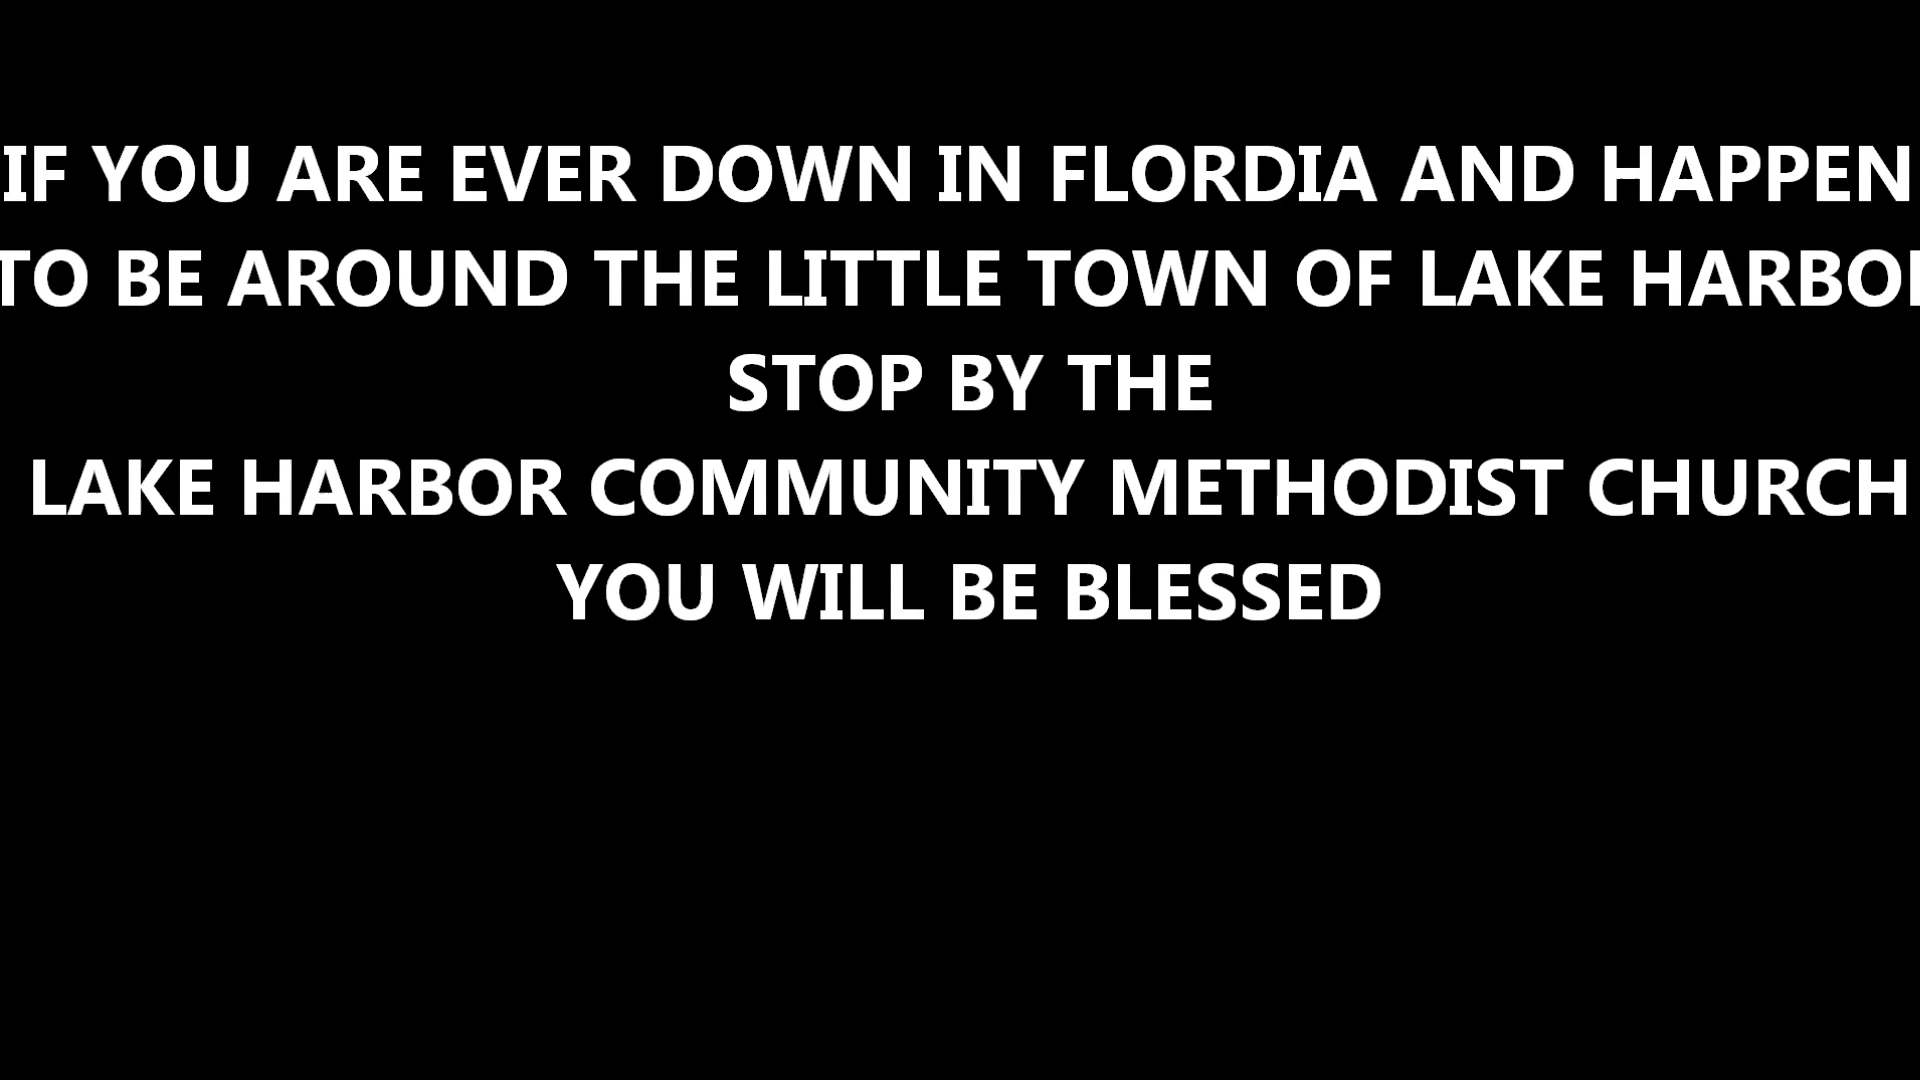 IF YOU ARE EVER DOWN IN FLORDIA AND HAPPEN
TO BE AROUND THE LITTLE TOWN OF LAKE HARBOR
STOP BY THE
LAKE HARBOR COMMUNITY METHODIST CHURCH
YOU WILL BE BLESSED